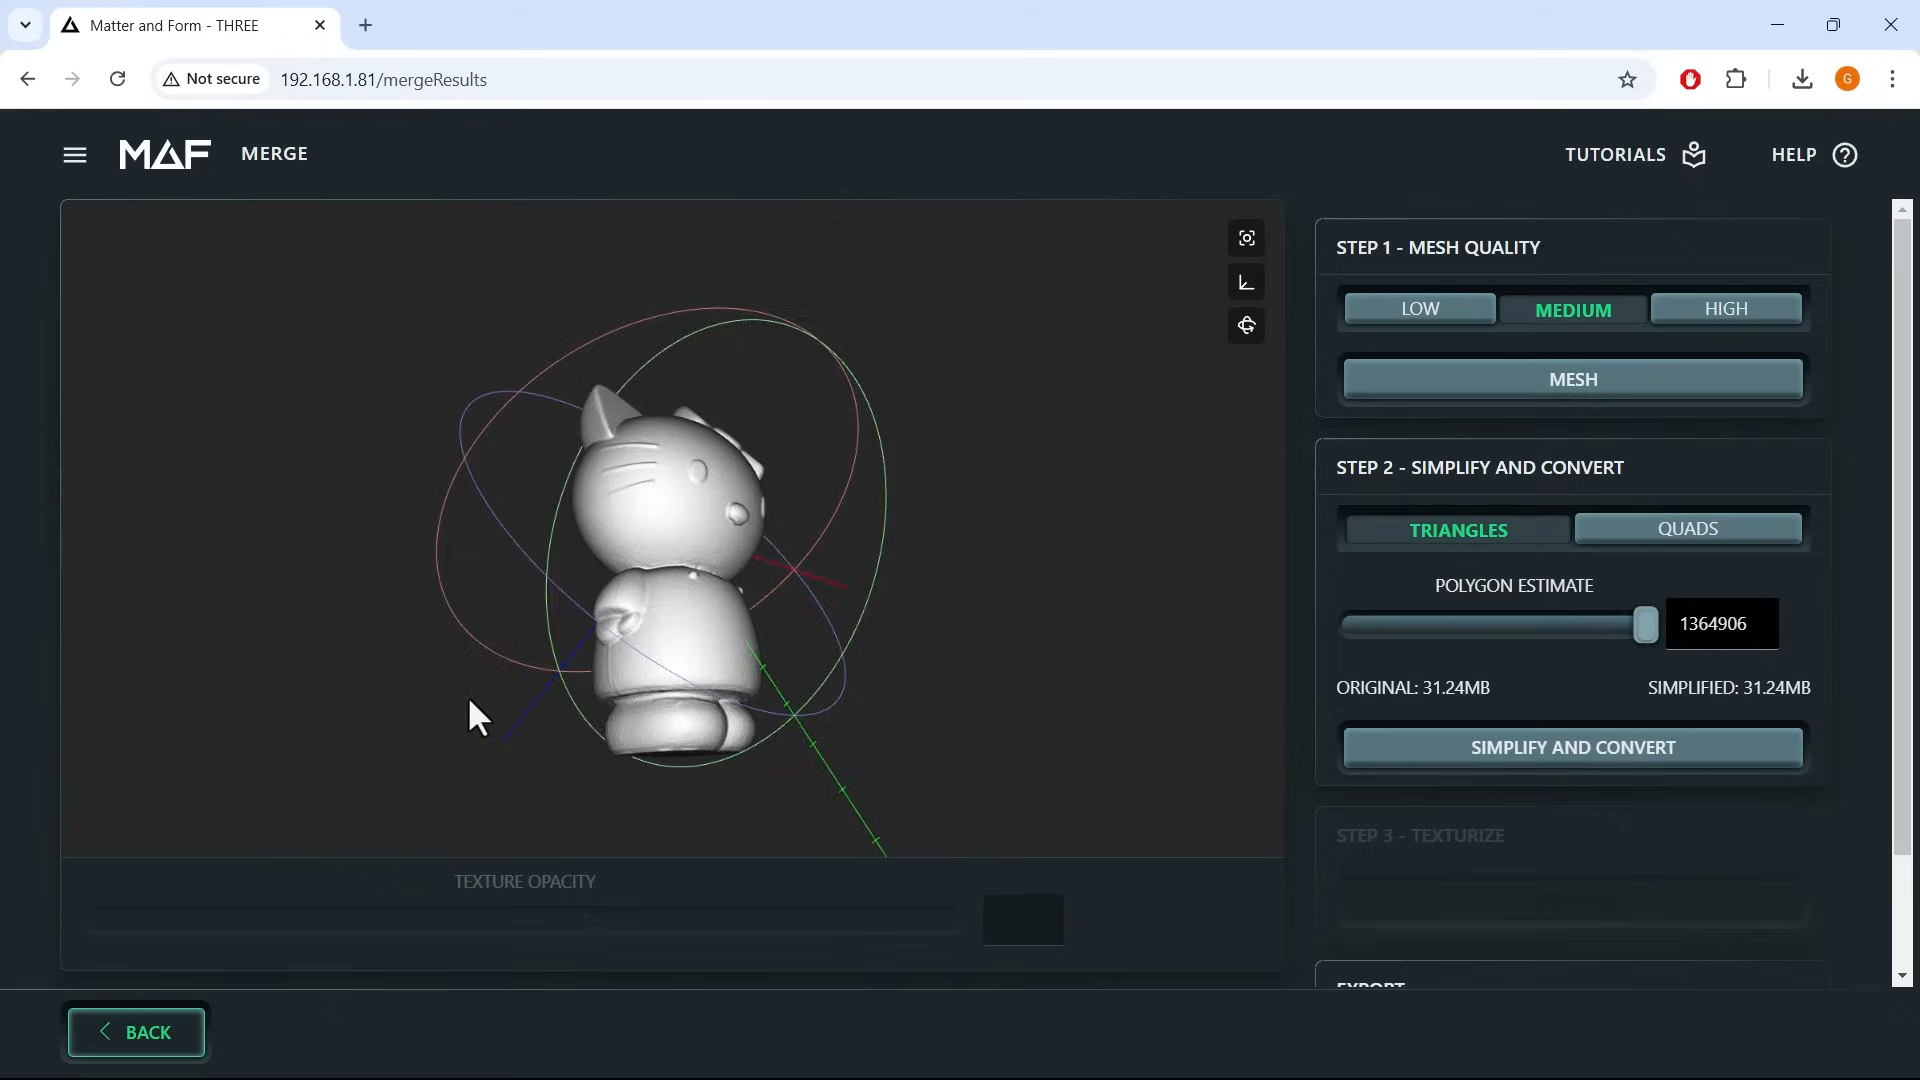 Matter and Form - THREE
Not secure
192.168.1.81/mergeResults
G
MAF
MERGE
TUTORIALS
HELP
STEP 1 - MESH QUALITY
LOW
MEDIUM
HIGH
MESH
STEP 2 - SIMPLIFY AND CONVERT
TRIANGLES
QUADS
POLYGON ESTIMATE
1364906
ORIGINAL: 31.24MB
SIMPLIFIED: 31.24MB
SIMPLIFY AND CONVERT
STEP 3 - TEXTURIZE
TEXTURE OPACITY
EXPORT
BACK